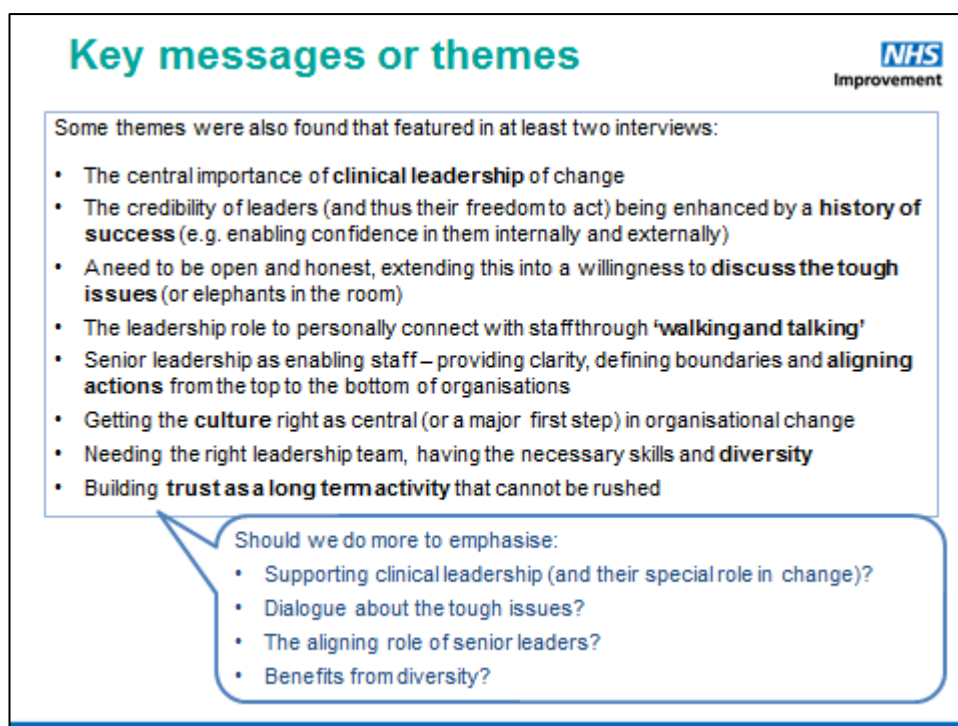 Key messages or themes
NHS
Improvement
Some themes were also found that featured in at least two interviews:
• The central importance of clinical leadership of change
• The credibility of leaders (and thus their freedom to act) being enhanced by a history of
success (e.g. enabling confidence in them internally and externally)
• A need to be open and honest, extending this into a willingness to discuss the tough
issues (or elephants in the room)
• The leadership role to personally connect with staff through ‘walking and talking’
• Senior leadership as enabling staff – providing clarity, defining boundaries and aligning
actions from the top to the bottom of organisations
• Getting the culture right as central (or a major first step) in organisational change
• Needing the right leadership team, having the necessary skills and diversity
• Building trust as a long term activity that cannot be rushed
Should we do more to emphasise:
• Supporting clinical leadership (and their special role in change)?
• Dialogue about the tough issues?
• The aligning role of senior leaders?
• Benefits from diversity?